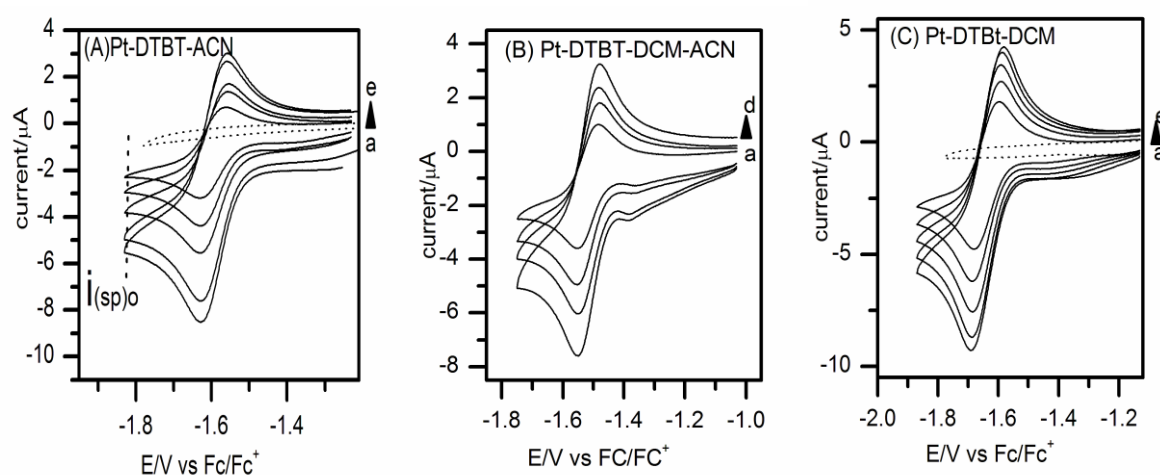 (A)Pt-DTBT-ACN
4
2
0
-2
-4
-6
-8
-10
current/μA
e
a
i(sp)o
-1.8
-1.6
-1.4
E/V vs Fc/Fc+
(B) Pt-DTBT-DCM-ACN
4
2
0
-2
-4
-6
-8
current/μA
d
a
-1.8
-1.6
-1.4
-1.2
-1.0
E/V vs FC/FC+
(C) Pt-DTBt-DCM
5
0
-5
-10
current/μA
e
a
-2.0
-1.8
-1.6
-1.4
-1.2
E/V vs Fc/Fc+